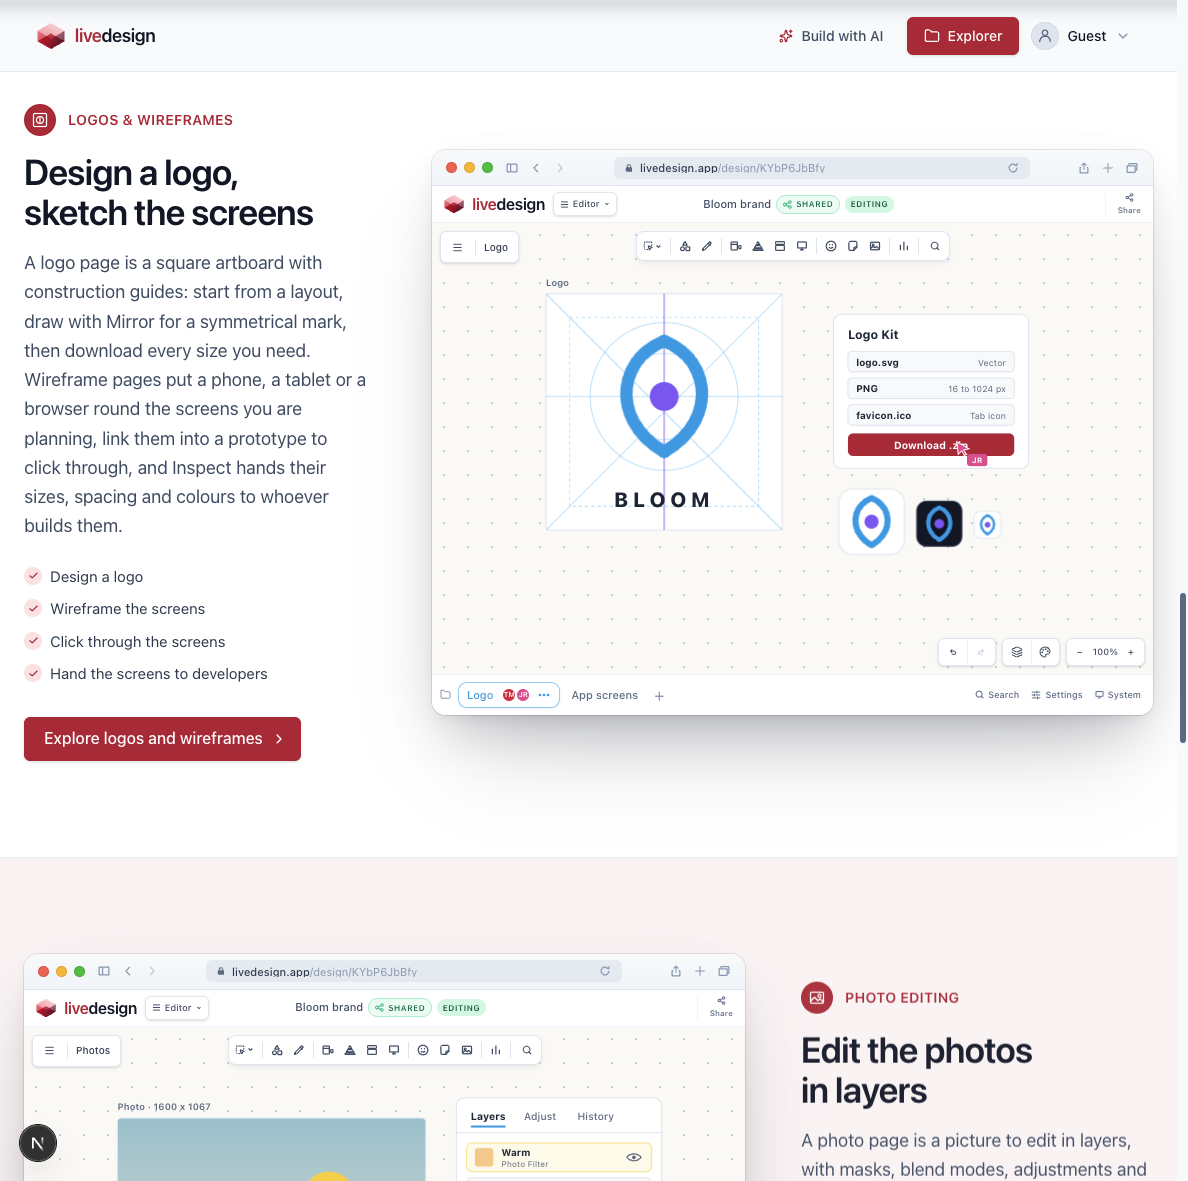 livedesign
Build with AI
Explorer
Guest
LOGOS & WIREFRAMES
Design a logo,
sketch the screens
A logo page is a square artboard with
construction guides: start from a layout,
draw with Mirror for a symmetrical mark,
then download every size you need.
Wireframe pages put a phone, a tablet or a
browser round the screens you are
planning, link them into a prototype to
click through, and Inspect hands their
sizes, spacing and colours to whoever
builds them.
Design a logo
Wireframe the screens
Click through the screens
Hand the screens to developers
Explore logos and wireframes
livedesign.app/design/KYbP6JbBfy
livedesign
Editor
Bloom brand
SHARED
EDITING
Share
Logo
Logo
BLOOM
Logo Kit
logo.svg
Vector
PNG
16 to 1024 px
favicon.ico
Tab icon
Download
JR
100%
Logo
TM
JR
App screens
Search
Settings
System
livedesign.app/design/KYbP6JbBfy
livedesign
Editor
Bloom brand
SHARED
EDITING
Share
Photos
Photo · 1600 x 1067
Layers
Adjust
History
Warm
Photo Filter
N
PHOTO EDITING
Edit the photos
in layers
A photo page is a picture to edit in layers,
with masks, blend modes, adjustments and